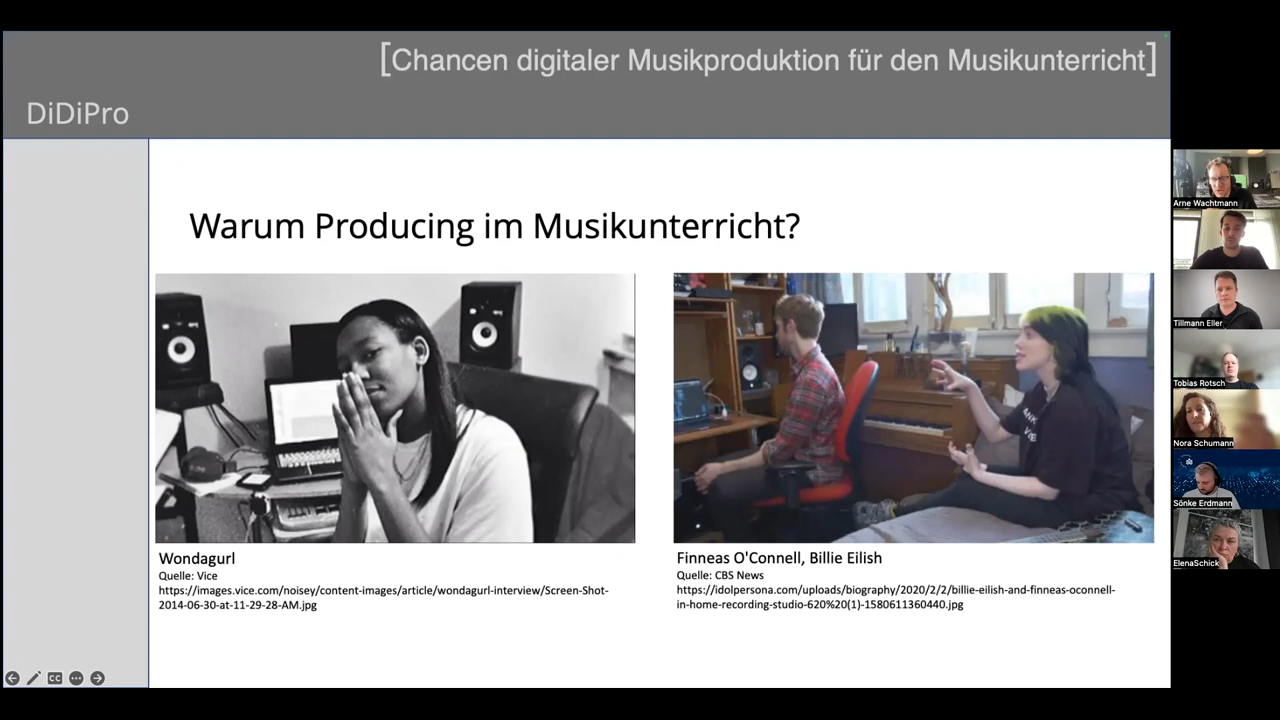 [Chancen digitaler Musikproduktion für den Musikunterricht]
DiDiPro
Warum Producing im Musikunterricht?
Wondagurl
Quelle: Vice
https://images.vice.com/noisey/content-images/article/wondagurl-interview/Screen-Shot-
2014-06-30-at-11-29-28-AM.jpg
Finneas O'Connell, Billie Eilish
Quelle: CBS News
https://idolpersona.com/uploads/biography/2020/2/2/billie-eilish-and-finneas-oconnell-
in-home-recording-studio-620%20(1)-1580611360440.jpg
CC
Arne Wachtmann
Tillmann Eller
Tobias Rotsch
Nora Schumann
Sönke Erdmann
ElenaSchick